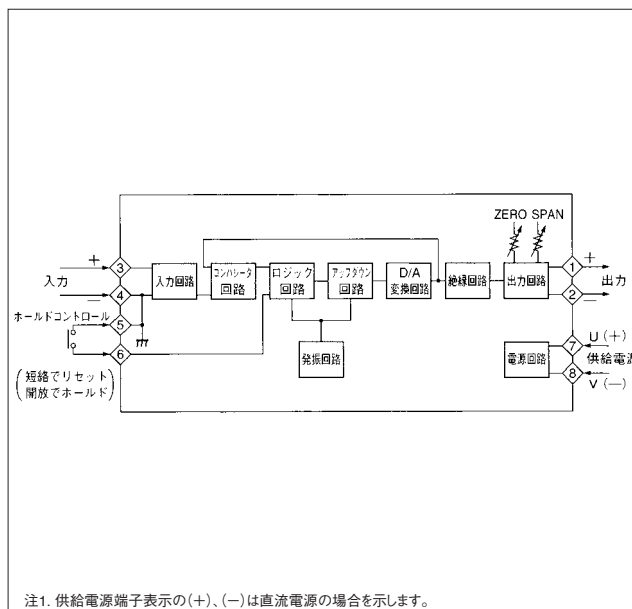 ZERO SPAN
+
3
入力
−
4
入力回路
コンパレータ
回路
ロジック
回路
アップダウン
回路
D/A
変換回路
絶縁回路
出力回路
+
1
出力
2
−
ホールドコントロール
5
6
(短絡でリセット
開放でホールド)
発振回路
電源回路
7
U(+)
供給電源
8
V(−)
注1. 供給電源端子表示の(+)、(−)は直流電源の場合を示します。